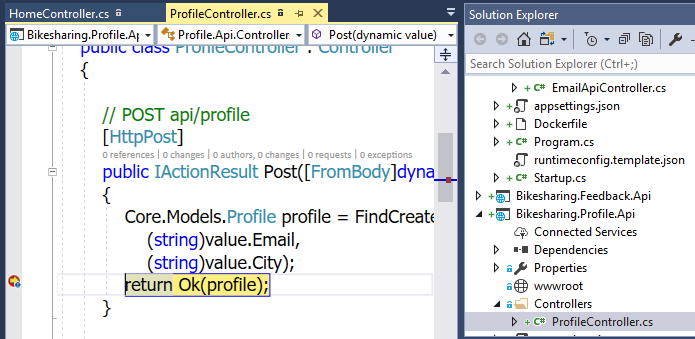 HomeController.cs
ProfileController.cs
Bikesharing.Profile.Ap
Profile.Api.Controller
Post(dynamic value)
public class ProfileController : Controller
{
// POST api/profile
[HttpPost]
0 references | 0 changes | 0 authors, 0 changes | 0 requests | 0 exceptions
public IActionResult Post([FromBody]dyna
{
Core.Models.Profile profile = FindCreate
(string)value.Email,
(string)value.City);
return Ok(profile);
}
Solution Explorer
Search Solution Explorer (Ctrl+;)
EmailApiController.cs
appsettings.json
Dockerfile
Program.cs
runtimeconfig.template.json
Startup.cs
Bikesharing.Feedback.Api
Bikesharing.Profile.Api
Connected Services
Dependencies
Properties
wwwroot
Controllers
ProfileController.cs